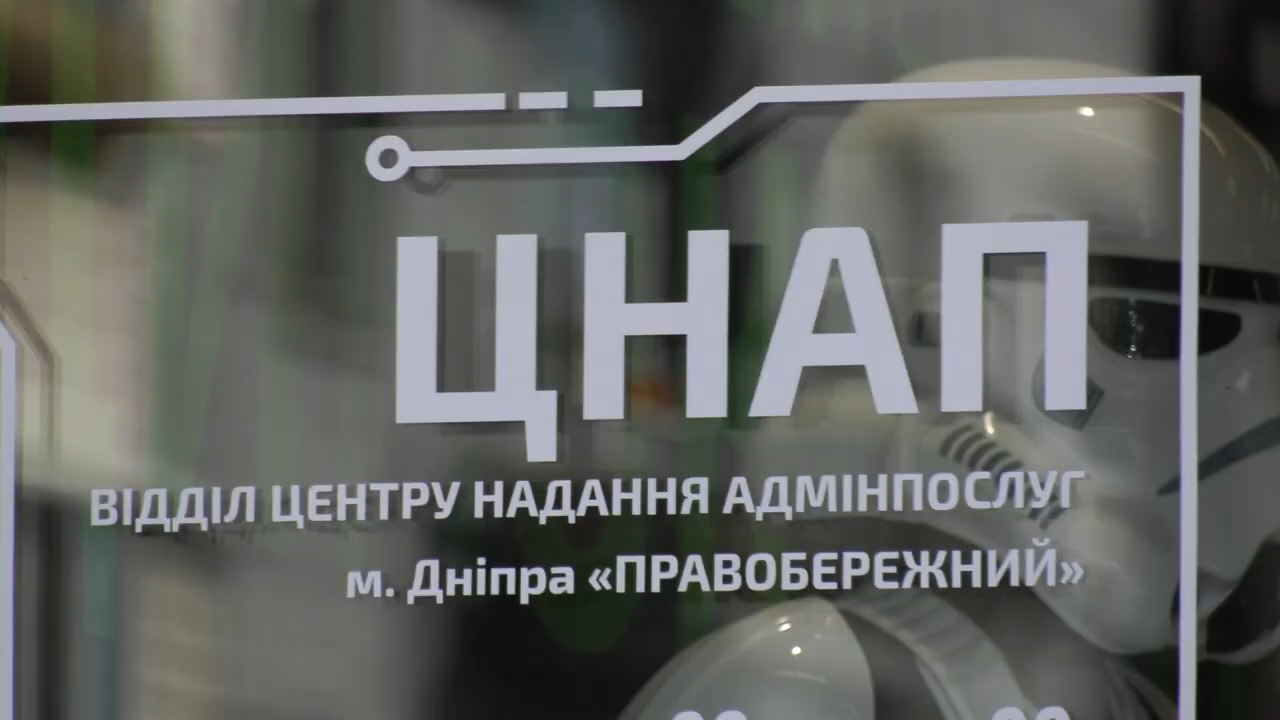 ЦНАП
ВІДДІЛ ЦЕНТРУ НАДАННЯ АДМІНПОСЛУГ
м. Дніпра «ПРАВОБЕРЕЖНИЙ»